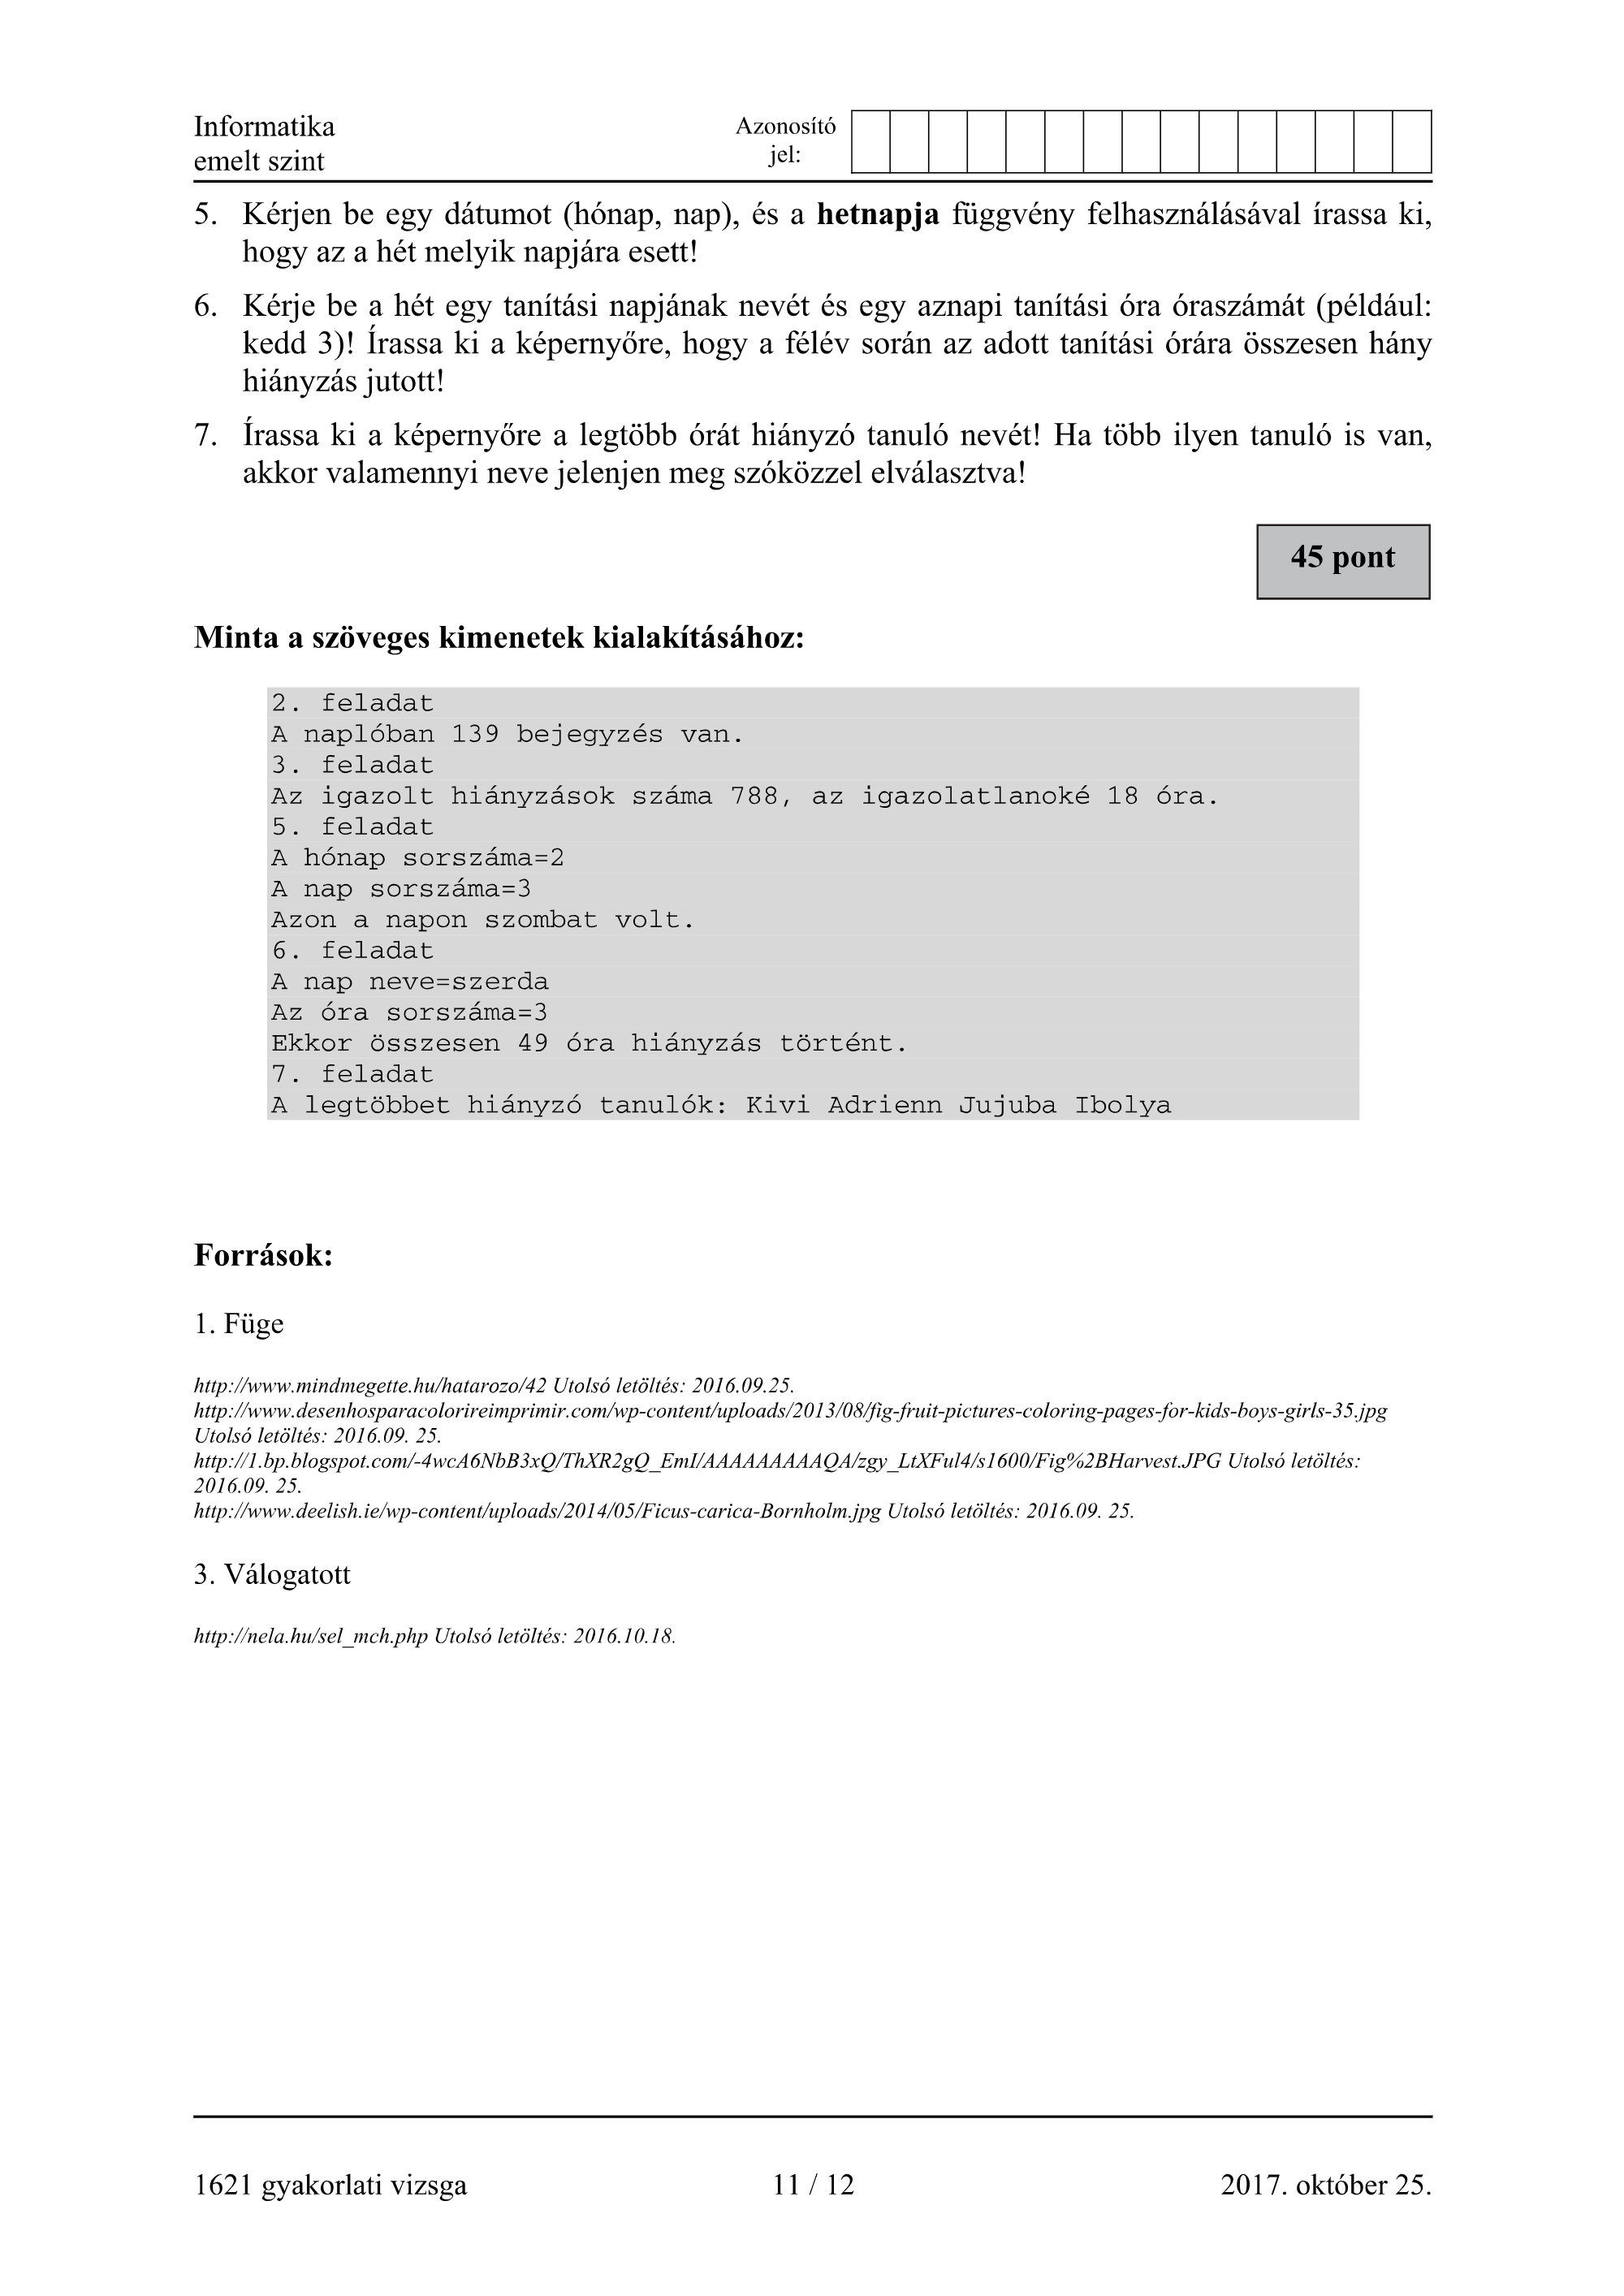 Informatika
emelt szint
Azonosító
jel:
5. Kérjen be egy dátumot (hónap, nap), és a hetnapja függvény felhasználásával írassa ki,
hogy az a hét melyik napjára esett!
6. Kérje be a hét egy tanítási napjának nevét és egy aznapi tanítási óra óraszámát (például:
kedd 3)! Írassa ki a képernyőre, hogy a félév során az adott tanítási órára összesen hány
hiányzás jutott!
7. Írassa ki a képernyőre a legtöbb órát hiányzó tanuló nevét! Ha több ilyen tanuló is van,
akkor valamennyi neve jelenjen meg szóközzel elválasztva!
45 pont
Minta a szöveges kimenetek kialakításához:
2. feladat
A naplóban 139 bejegyzés van.
3. feladat
Az igazolt hiányzások száma 788, az igazolatlanoké 18 óra.
5. feladat
A hónap sorszáma=2
A nap sorszáma=3
Azon a napon szombat volt.
6. feladat
A nap neve=szerda
Az óra sorszáma=3
Ekkor összesen 49 óra hiányzás történt.
7. feladat
A legtöbbet hiányzó tanulók: Kivi Adrienn Jujuba Ibolya
Források:
1. Füge
http://www.mindmegette.hu/hatarozo/42 Utolsó letöltés: 2016.09.25.
http://www.desenhosparacolorireimprimir.com/wp-content/uploads/2013/08/fig-fruit-pictures-coloring-pages-for-kids-boys-girls-35.jpg
Utolsó letöltés: 2016.09. 25.
http://1.bp.blogspot.com/-4wcA6NbB3xQ/ThXR2gQ_EmI/AAAAAAAAAQA/zgy_LtXFul4/s1600/Fig%2BHarvest.JPG Utolsó letöltés:
2016.09. 25.
http://www.deelish.ie/wp-content/uploads/2014/05/Ficus-carica-Bornholm.jpg Utolsó letöltés: 2016.09. 25.
3. Válogatott
http://nela.hu/sel_mch.php Utolsó letöltés: 2016.10.18.
1621 gyakorlati vizsga
11 / 12
2017. október 25.